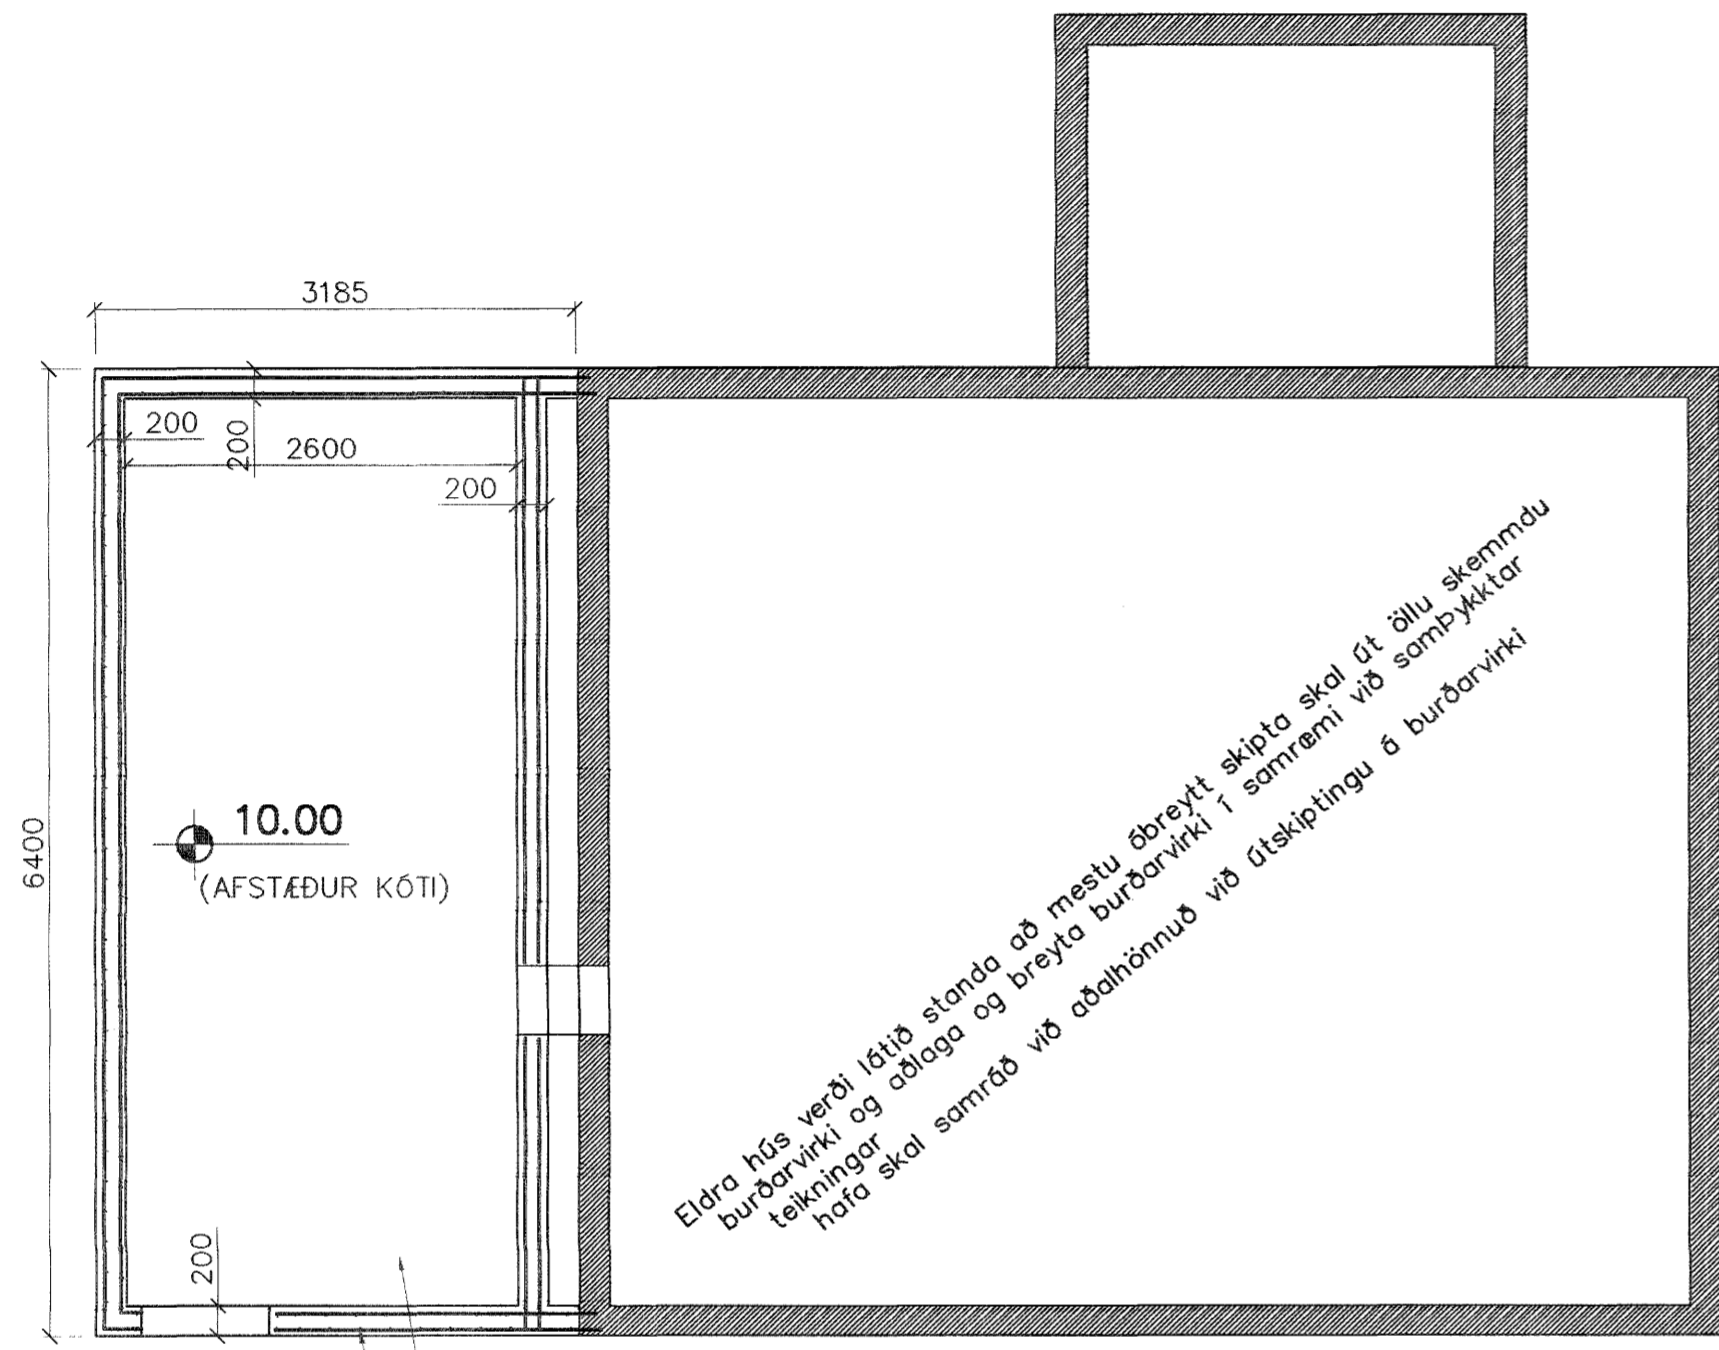 3185
200
200
2600
200
6400
10.00
(AFSTÆÐUR KÓTI)
Eldra hús verði látið standa að mestu óbreytt skipta skal út öllu skemmdu
burðarvirki og aðlaga og breyta burðarvirki í samræmi við samþykktar
teikningar
hafa skal samráð við aðalhönnuð við útskiptingu á burðarvirki
200